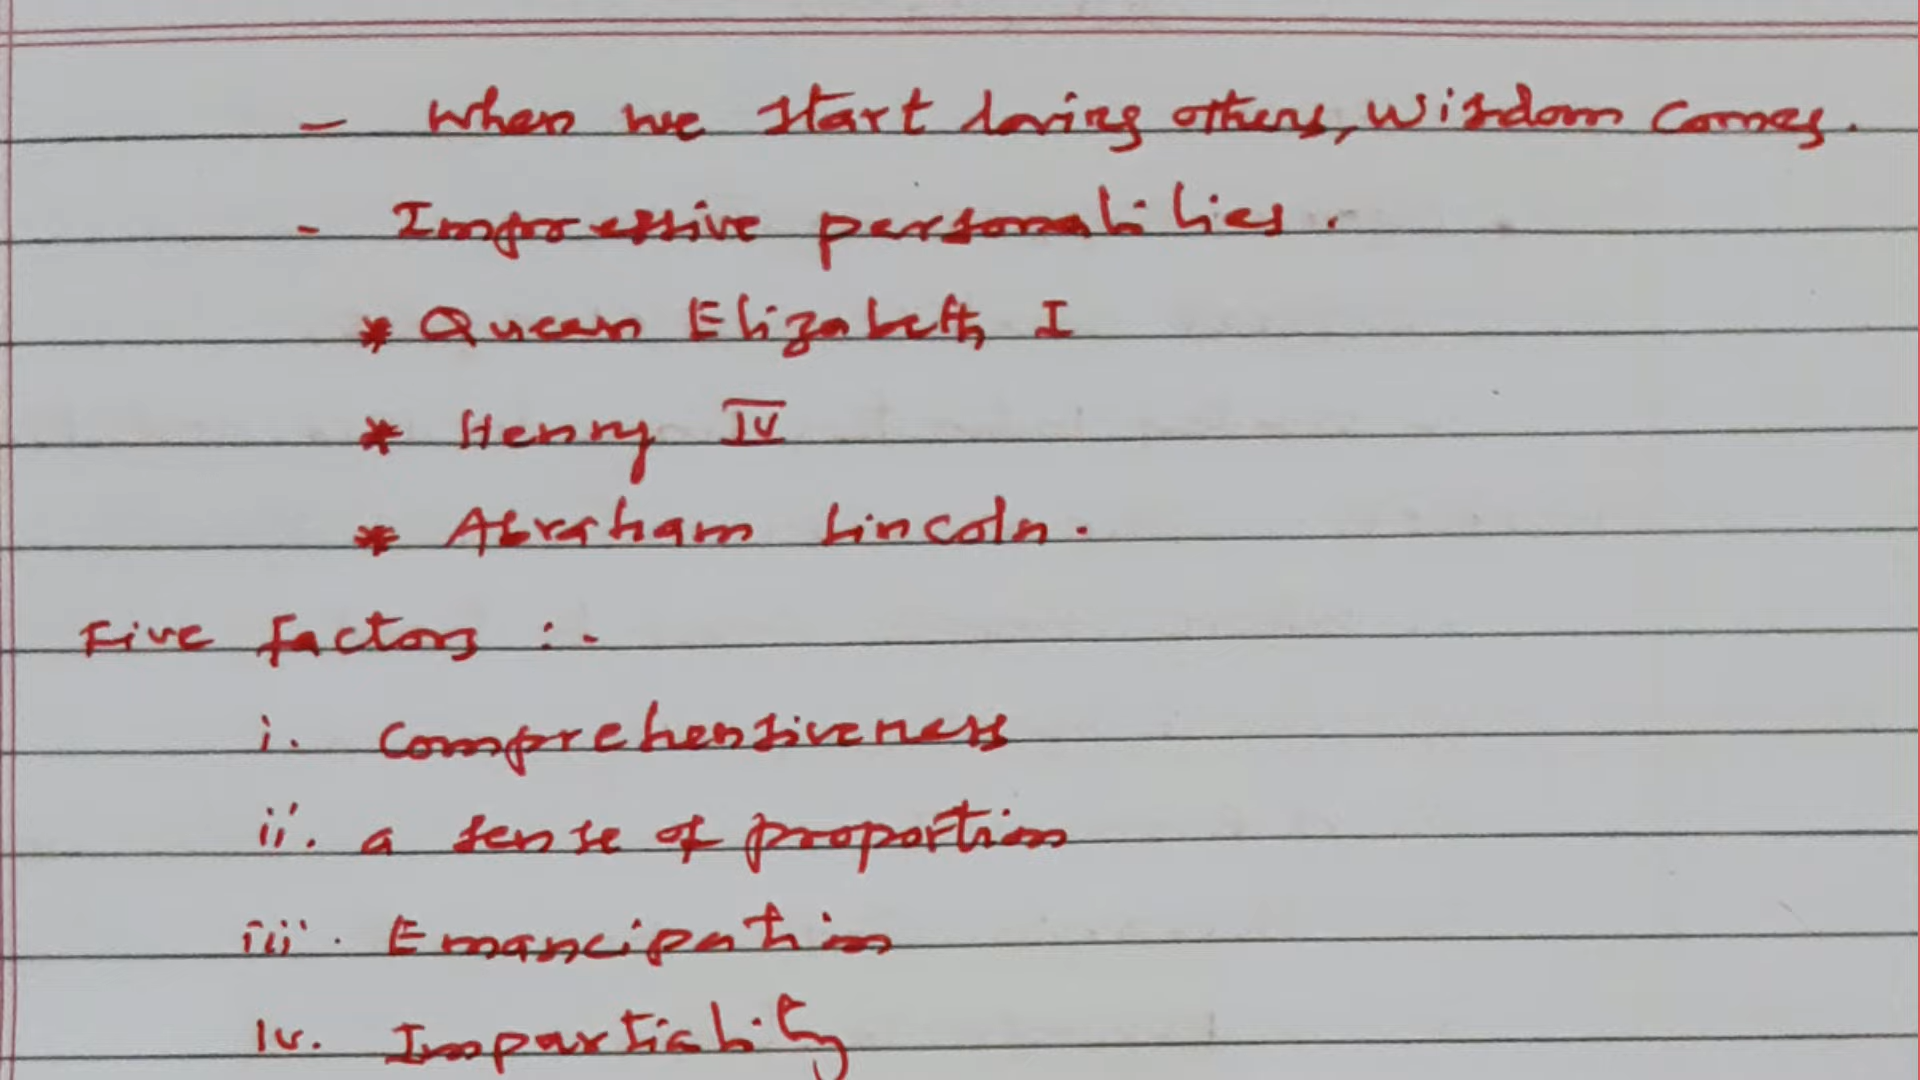 - When we start loving others, Wisdom comes.
- Impressive personalities.
* Queen Elizabeth I
* Henry IV
* Abraham Lincoln.
Five factors :-
i. Comprehensiveness
ii. a sense of proportion
iii. Emancipation
iv. Impartiality